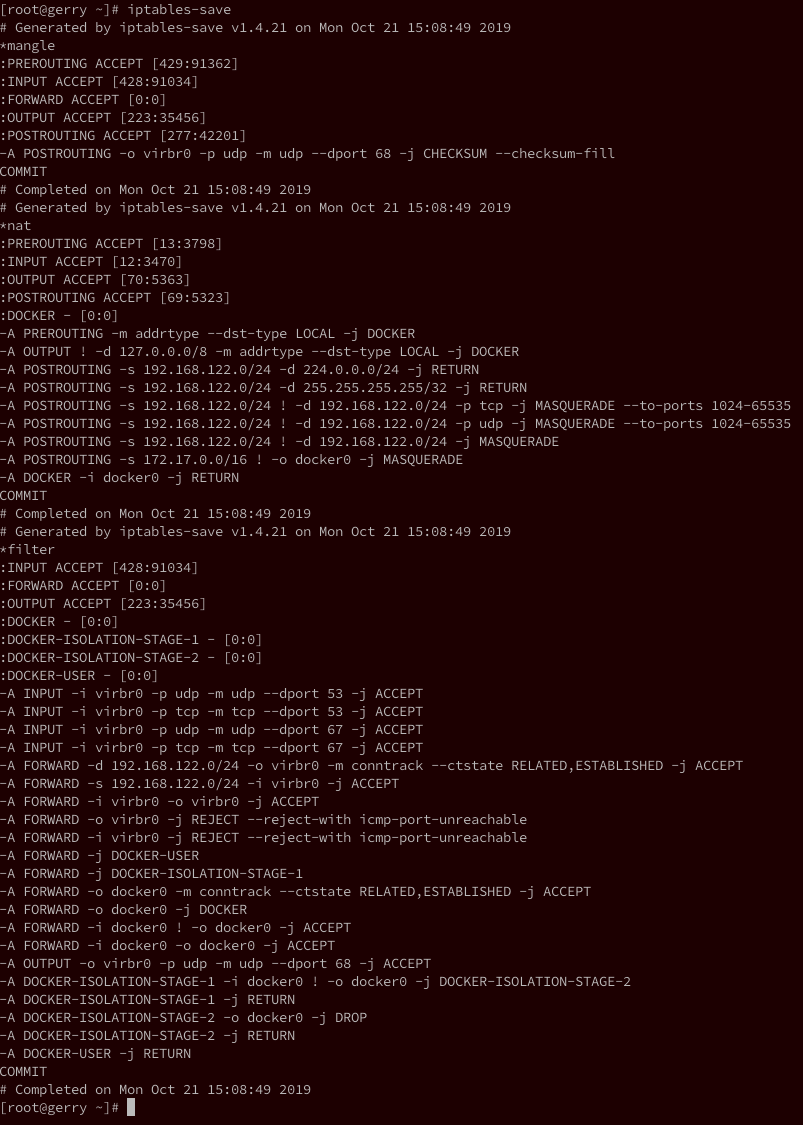 [root@gerry ~]# iptables-save
# Generated by iptables-save v1.4.21 on Mon Oct 21 15:08:49 2019
*mangle
:PREROUTING ACCEPT [429:91362]
:INPUT ACCEPT [428:91034]
:FORWARD ACCEPT [0:0]
:OUTPUT ACCEPT [223:35456]
:POSTROUTING ACCEPT [277:42201]
-A POSTROUTING -o virbr0 -p udp -m udp --dport 68 -j CHECKSUM --checksum-fill
COMMIT
# Completed on Mon Oct 21 15:08:49 2019
# Generated by iptables-save v1.4.21 on Mon Oct 21 15:08:49 2019
*nat
:PREROUTING ACCEPT [13:3798]
:INPUT ACCEPT [12:3470]
:OUTPUT ACCEPT [70:5363]
:POSTROUTING ACCEPT [69:5323]
:DOCKER - [0:0]
-A PREROUTING -m addrtype --dst-type LOCAL -j DOCKER
-A OUTPUT ! -d 127.0.0.0/8 -m addrtype --dst-type LOCAL -j DOCKER
-A POSTROUTING -s 192.168.122.0/24 -d 224.0.0.0/24 -j RETURN
-A POSTROUTING -s 192.168.122.0/24 -d 255.255.255.255/32 -j RETURN
-A POSTROUTING -s 192.168.122.0/24 ! -d 192.168.122.0/24 -p tcp -j MASQUERADE --to-ports 1024-65535
-A POSTROUTING -s 192.168.122.0/24 ! -d 192.168.122.0/24 -p udp -j MASQUERADE --to-ports 1024-65535
-A POSTROUTING -s 192.168.122.0/24 ! -d 192.168.122.0/24 -j MASQUERADE
-A POSTROUTING -s 172.17.0.0/16 ! -o docker0 -j MASQUERADE
-A DOCKER -i docker0 -j RETURN
COMMIT
# Completed on Mon Oct 21 15:08:49 2019
# Generated by iptables-save v1.4.21 on Mon Oct 21 15:08:49 2019
*filter
:INPUT ACCEPT [428:91034]
:FORWARD ACCEPT [0:0]
:OUTPUT ACCEPT [223:35456]
:DOCKER - [0:0]
:DOCKER-ISOLATION-STAGE-1 - [0:0]
:DOCKER-ISOLATION-STAGE-2 - [0:0]
:DOCKER-USER - [0:0]
-A INPUT -i virbr0 -p udp -m udp --dport 53 -j ACCEPT
-A INPUT -i virbr0 -p tcp -m tcp --dport 53 -j ACCEPT
-A INPUT -i virbr0 -p udp -m udp --dport 67 -j ACCEPT
-A INPUT -i virbr0 -p tcp -m tcp --dport 67 -j ACCEPT
-A FORWARD -d 192.168.122.0/24 -o virbr0 -m conntrack --ctstate RELATED,ESTABLISHED -j ACCEPT
-A FORWARD -s 192.168.122.0/24 -i virbr0 -j ACCEPT
-A FORWARD -i virbr0 -o virbr0 -j ACCEPT
-A FORWARD -o virbr0 -j REJECT --reject-with icmp-port-unreachable
-A FORWARD -i virbr0 -j REJECT --reject-with icmp-port-unreachable
-A FORWARD -j DOCKER-USER
-A FORWARD -j DOCKER-ISOLATION-STAGE-1
-A FORWARD -o docker0 -m conntrack --ctstate RELATED,ESTABLISHED -j ACCEPT
-A FORWARD -o docker0 -j DOCKER
-A FORWARD -i docker0 ! -o docker0 -j ACCEPT
-A FORWARD -i docker0 -o docker0 -j ACCEPT
-A OUTPUT -o virbr0 -p udp -m udp --dport 68 -j ACCEPT
-A DOCKER-ISOLATION-STAGE-1 -i docker0 ! -o docker0 -j DOCKER-ISOLATION-STAGE-2
-A DOCKER-ISOLATION-STAGE-1 -j RETURN
-A DOCKER-ISOLATION-STAGE-2 -o docker0 -j DROP
-A DOCKER-ISOLATION-STAGE-2 -j RETURN
-A DOCKER-USER -j RETURN
COMMIT
# Completed on Mon Oct 21 15:08:49 2019
[root@gerry ~]#